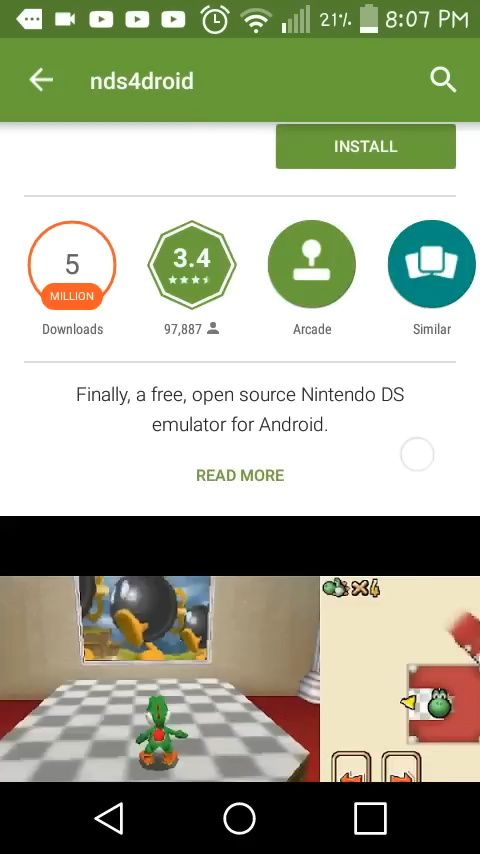 21% 8:07 PM
nds4droid
INSTALL
5
MILLION
Downloads
3.4
97,887
Arcade
Similar
Finally, a free, open source Nintendo DS
emulator for Android.
READ MORE
x4